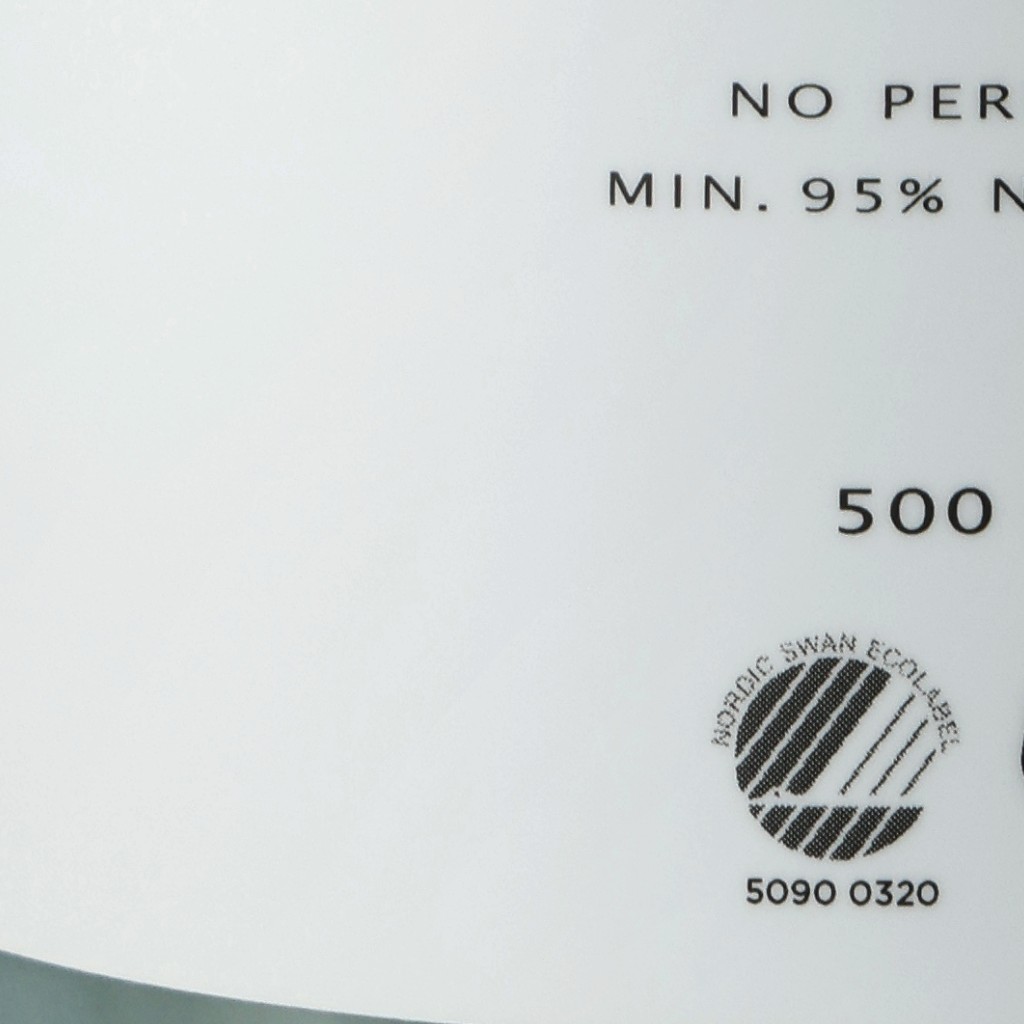 NO PER
MIN. 95% N
500
NORDIC SWAN ECOLABEL
5090 0320